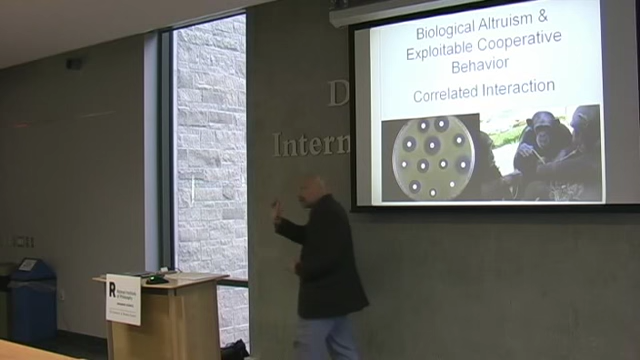 Biological Altruism &
Exploitable Cooperative
Behavior
Correlated Interaction
D
Intern
R